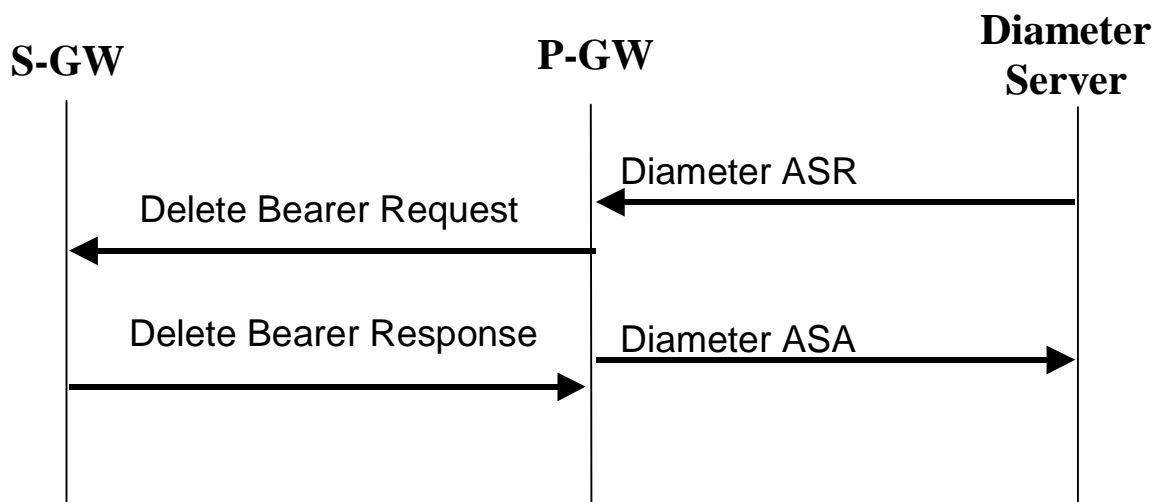 S-GW
P-GW
Diameter
Server
Diameter ASR
Delete Bearer Request
Delete Bearer Response
Diameter ASA